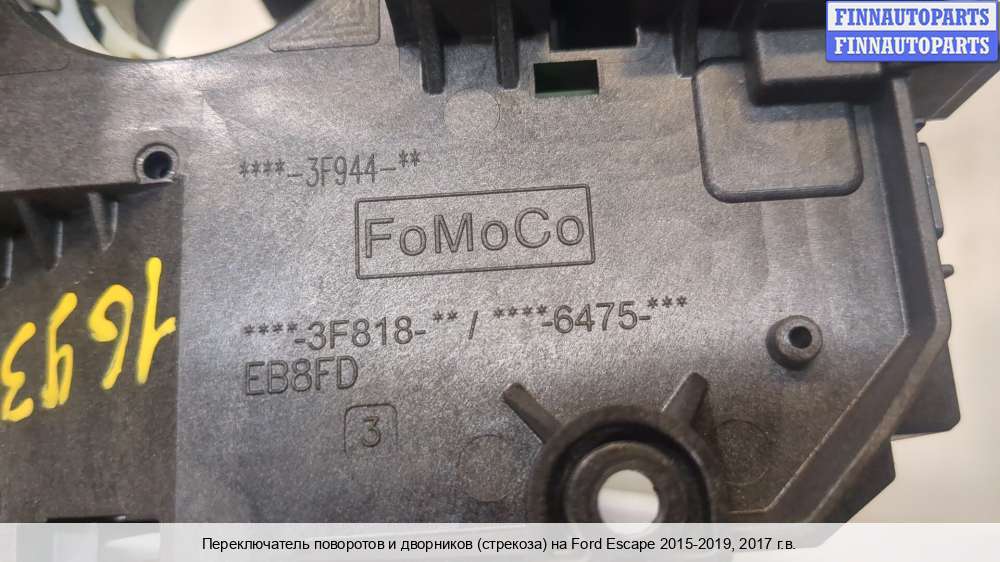 FINNAUTOPARTS
FINNAUTOPARTS
****-3F944-**
FoMoCo
****-3F818-** / ****-6475-***
EB8FD
3
1693
Переключатель поворотов и дворников (стрекоза) на Ford Escape 2015-2019, 2017 г.в.